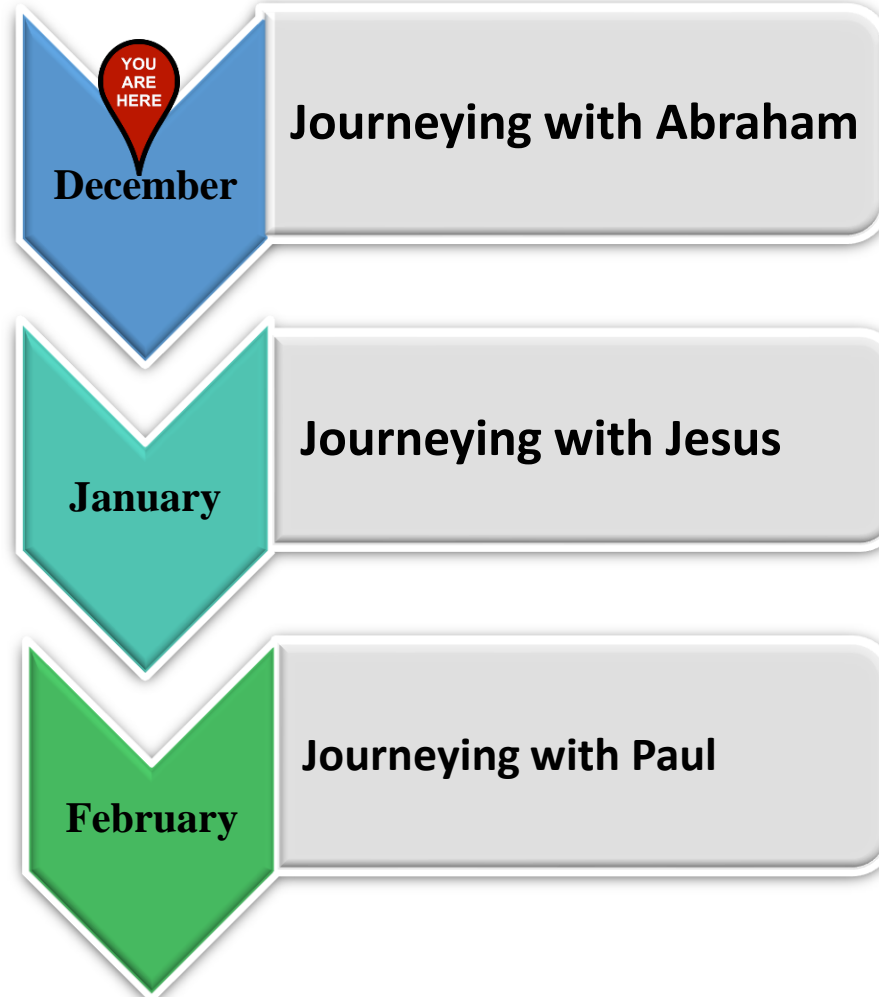 YOU
ARE
HERE
December
Journeying with Abraham
January
Journeying with Jesus
February
Journeying with Paul